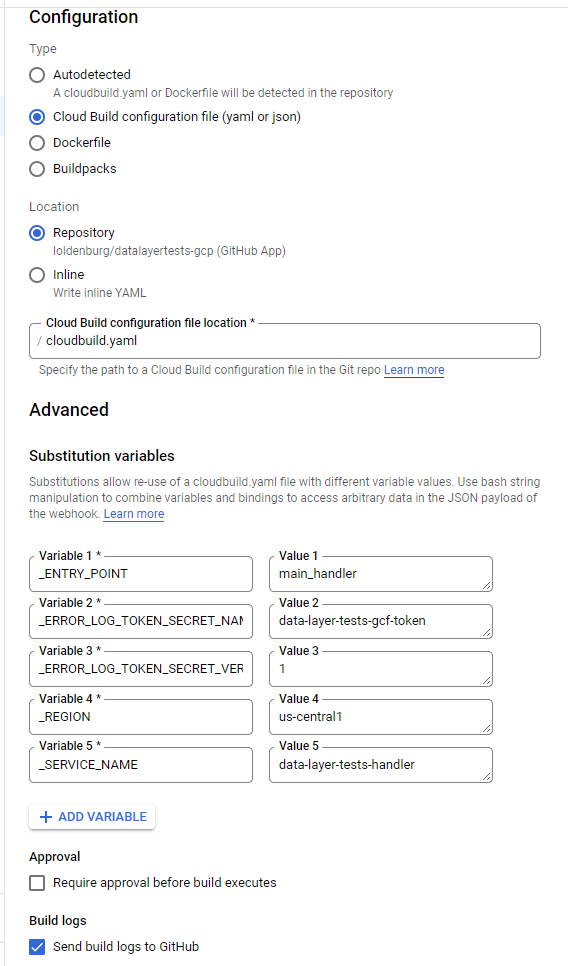 Configuration
Type
Autodetected
A cloudbuild.yaml or Dockerfile will be detected in the repository
Cloud Build configuration file (yaml or json)
Dockerfile
Buildpacks
Location
Repository
loldenburg/datalayertests-gcp (GitHub App)
Inline
Write inline YAML
Cloud Build configuration file location *
/ cloudbuild.yaml
Specify the path to a Cloud Build configuration file in the Git repo Learn more
Advanced
Substitution variables
Substitutions allow re-use of a cloudbuild.yaml file with different variable values. Use bash string
manipulation to combine variables and bindings to access arbitrary data in the JSON payload of
the webhook. Learn more
Variable 1 * Value 1
_ENTRY_POINT main_handler
Variable 2 * Value 2
_ERROR_LOG_TOKEN_SECRET_NAM data-layer-tests-gcf-token
Variable 3 * Value 3
_ERROR_LOG_TOKEN_SECRET_VER 1
Variable 4 * Value 4
_REGION us-central1
Variable 5 * Value 5
_SERVICE_NAME data-layer-tests-handler
+ ADD VARIABLE
Approval
Require approval before build executes
Build logs
Send build logs to GitHub